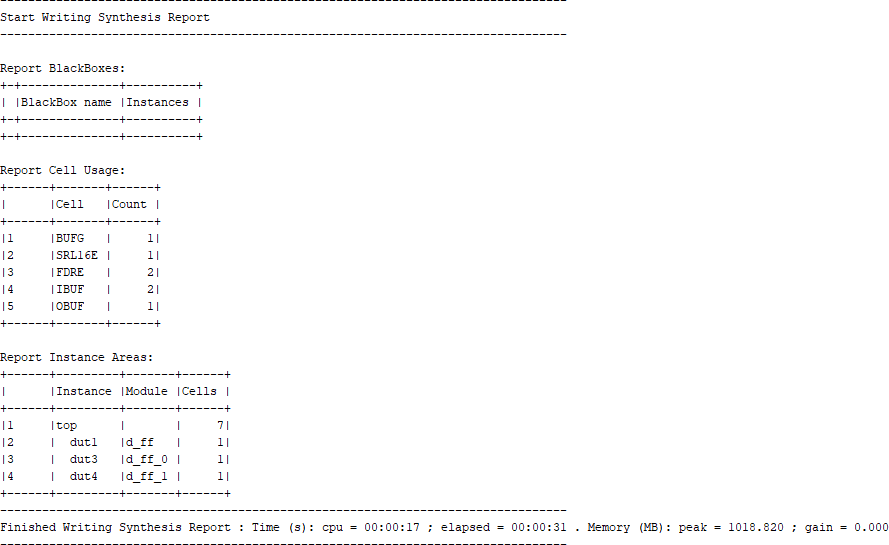 ---------------------------------------------------------------------------------
Start Writing Synthesis Report
---------------------------------------------------------------------------------

Report BlackBoxes:
+-+--------------+----------+
| |BlackBox name |Instances |
+-+--------------+----------+
+-+--------------+----------+

Report Cell Usage:
+------+-------+------+
|      |Cell   |Count |
+------+-------+------+
|1     |BUFG   |     1|
|2     |SRL16E |     1|
|3     |FDRE   |     2|
|4     |IBUF   |     2|
|5     |OBUF   |     1|
+------+-------+------+

Report Instance Areas:
+------+---------+-------+------+
|      |Instance |Module |Cells |
+------+---------+-------+------+
|1     |top      |       |     7|
|2     |  dut1   |d_ff   |     1|
|3     |  dut3   |d_ff_0 |     1|
|4     |  dut4   |d_ff_1 |     1|
+------+---------+-------+------+
---------------------------------------------------------------------------------
Finished Writing Synthesis Report : Time (s): cpu = 00:00:17 ; elapsed = 00:00:31 . Memory (MB): peak = 1018.820 ; gain = 0.000
---------------------------------------------------------------------------------